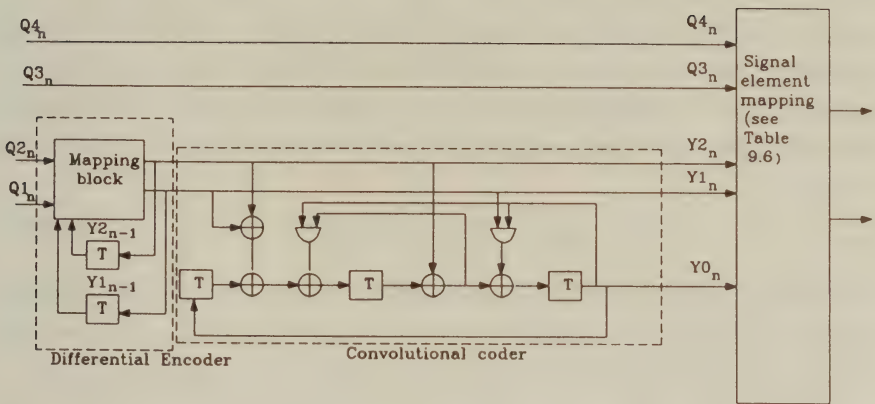 Q4n
Q4n
Q3n
Q3n
Signal
element
mapping
(see
Table
9.6)
Q2n
Q1n
Mapping
block
Y2n
Y1n
Y2n-1
T
Y1n-1
T
T
T
T
Y0n
Differential Encoder
Convolutional coder